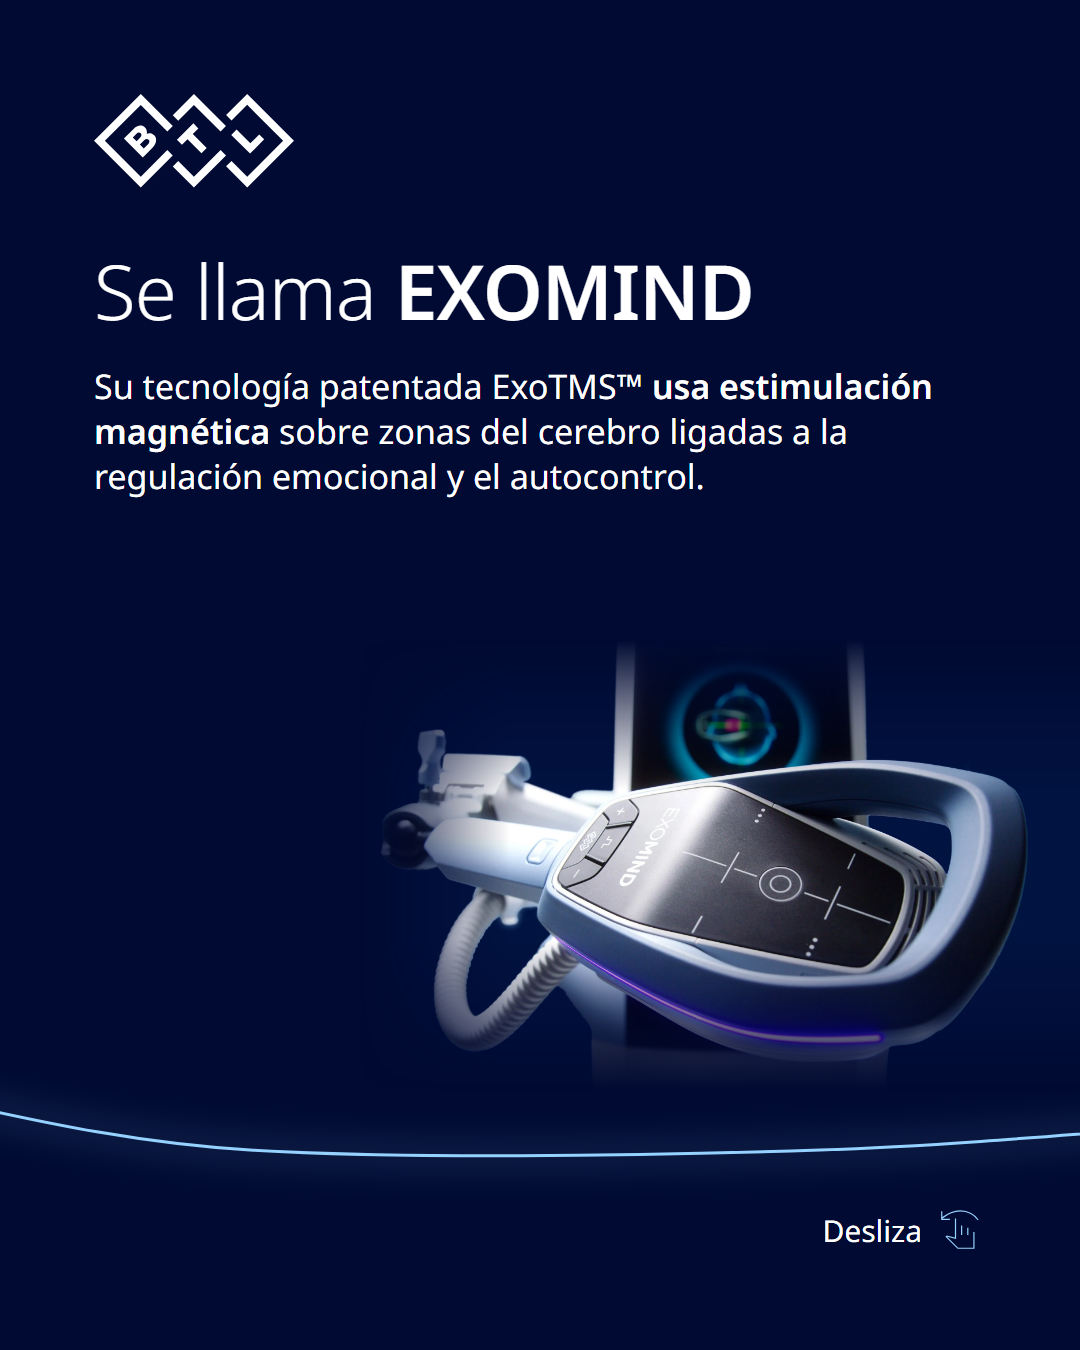 BTL
Se llama EXOMIND
Su tecnología patentada ExoTMS™ usa estimulación
magnética sobre zonas del cerebro ligadas a la
regulación emocional y el autocontrol.
EXOMIND
Desliza